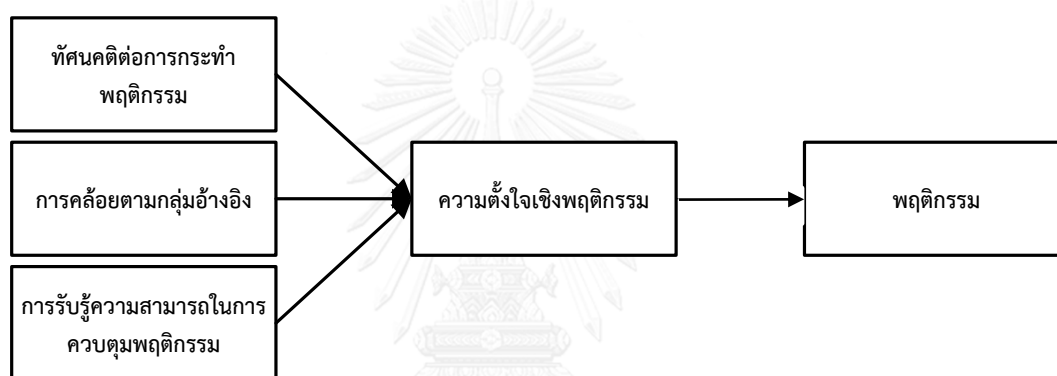 ทัศนคติต่อการกระทำ
พฤติกรรม
การคล้อยตามกลุ่มอ้างอิง
การรับรู้ความสามารถในการ
ควบตุมพฤติกรรม
ความตั้งใจเชิงพฤติกรรม
พฤติกรรม